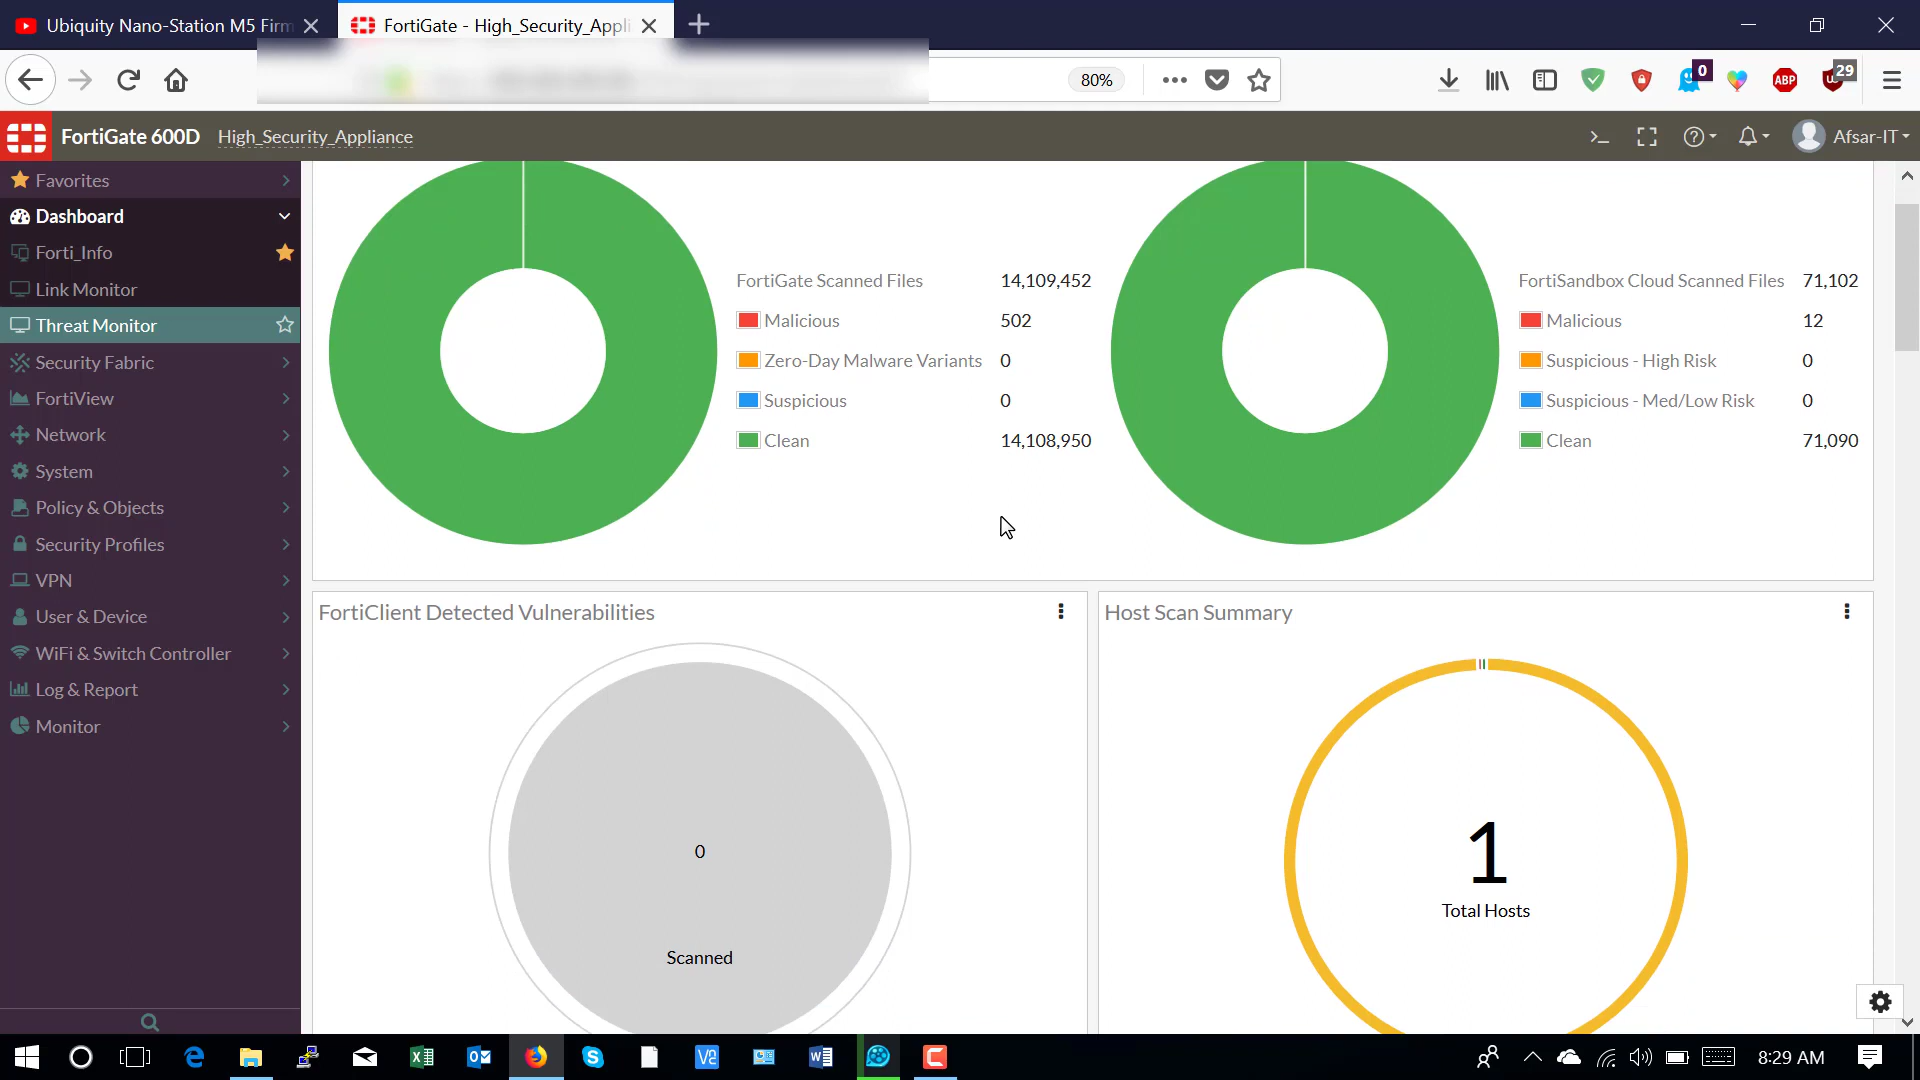 Ubiquity Nano-Station M5 Firm
FortiGate - High_Security_Appli
80%
0
ABP
29
FortiGate 600D
High_Security_Appliance
>_
Afsar-IT
Favorites
Dashboard
Forti_Info
Link Monitor
Threat Monitor
Security Fabric
FortiView
Network
System
Policy & Objects
Security Profiles
VPN
User & Device
WiFi & Switch Controller
Log & Report
Monitor
FortiGate Scanned Files 14,109,452
Malicious 502
Zero-Day Malware Variants 0
Suspicious 0
Clean 14,108,950
FortiSandbox Cloud Scanned Files 71,102
Malicious 12
Suspicious - High Risk 0
Suspicious - Med/Low Risk 0
Clean 71,090
FortiClient Detected Vulnerabilities
0
Scanned
Host Scan Summary
1
Total Hosts
8:29 AM